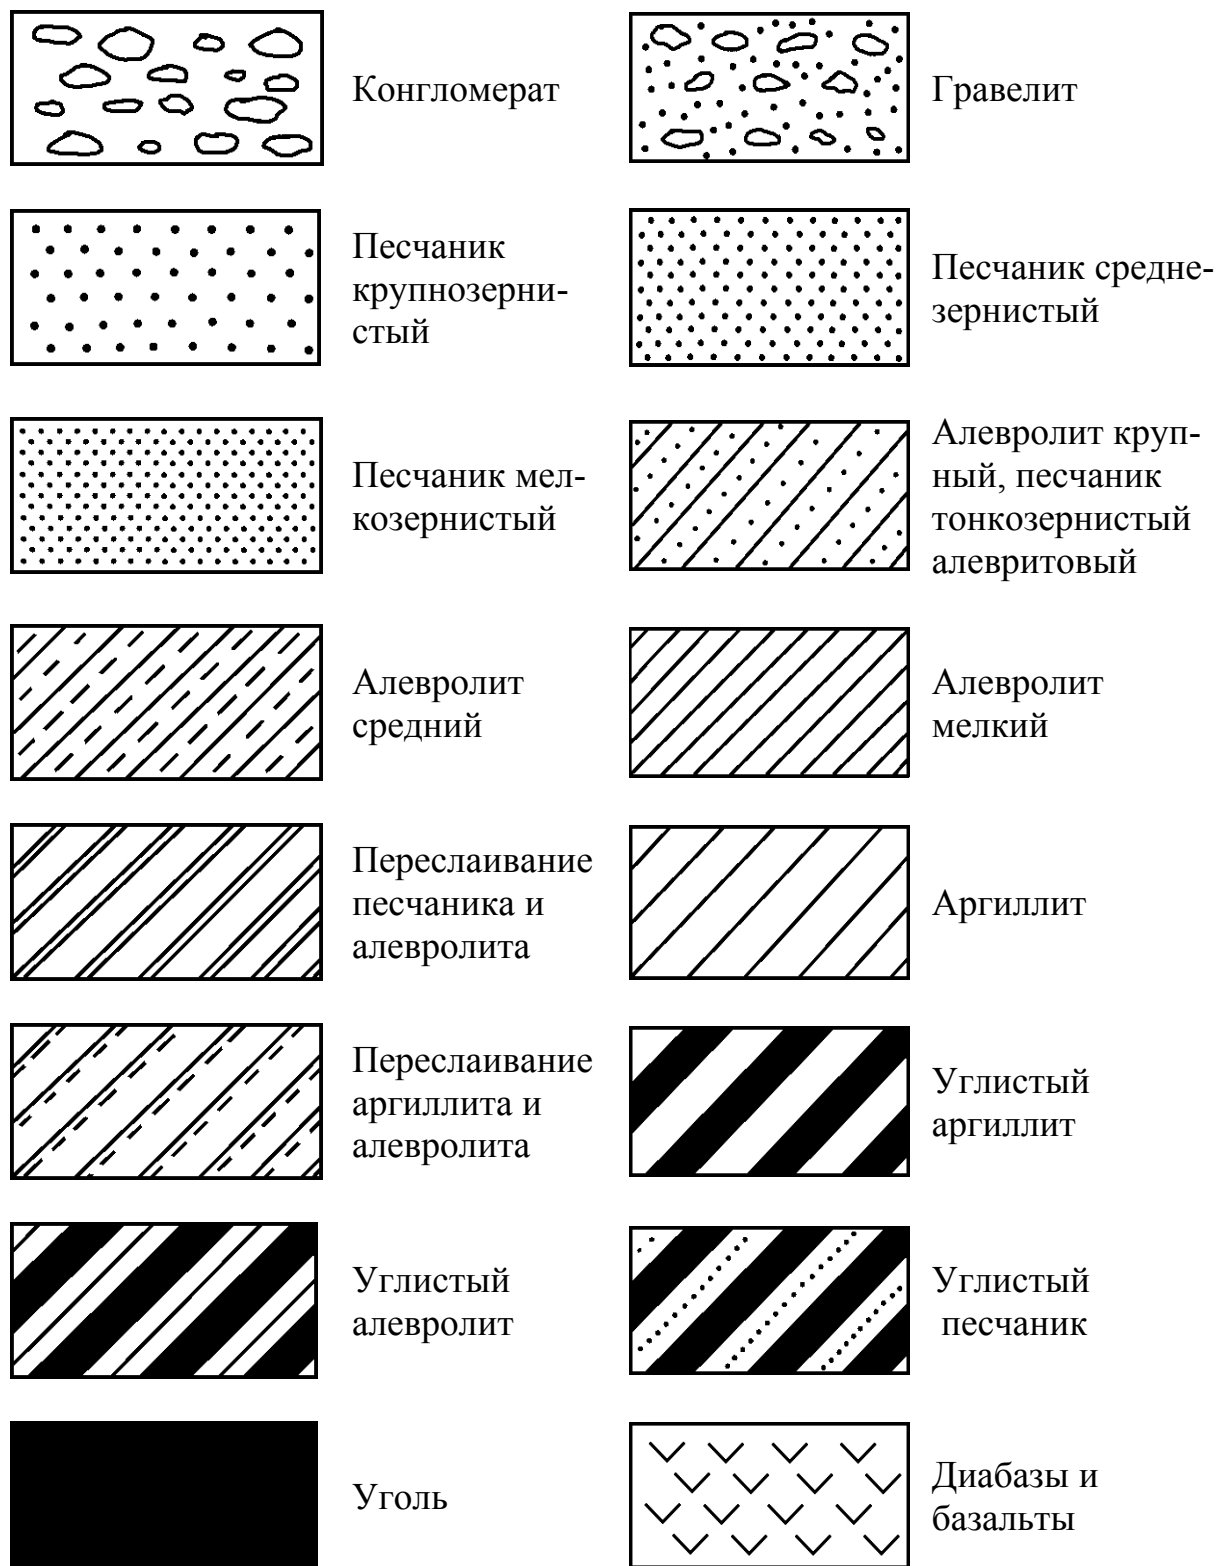 Конгломерат
Гравелит
Песчаник
крупнозерни-
стый
Песчаник средне-
зернистый
Песчаник мел-
козернистый
Алевролит круп-
ный, песчаник
тонкозернистый
алевритовый
Алевролит
средний
Алевролит
мелкий
Переслаивание
песчаника и
алевролита
Аргиллит
Переслаивание
аргиллита и
алевролита
Углистый
аргиллит
Углистый
алевролит
Углистый
песчаник
Уголь
Диабазы и
базальты